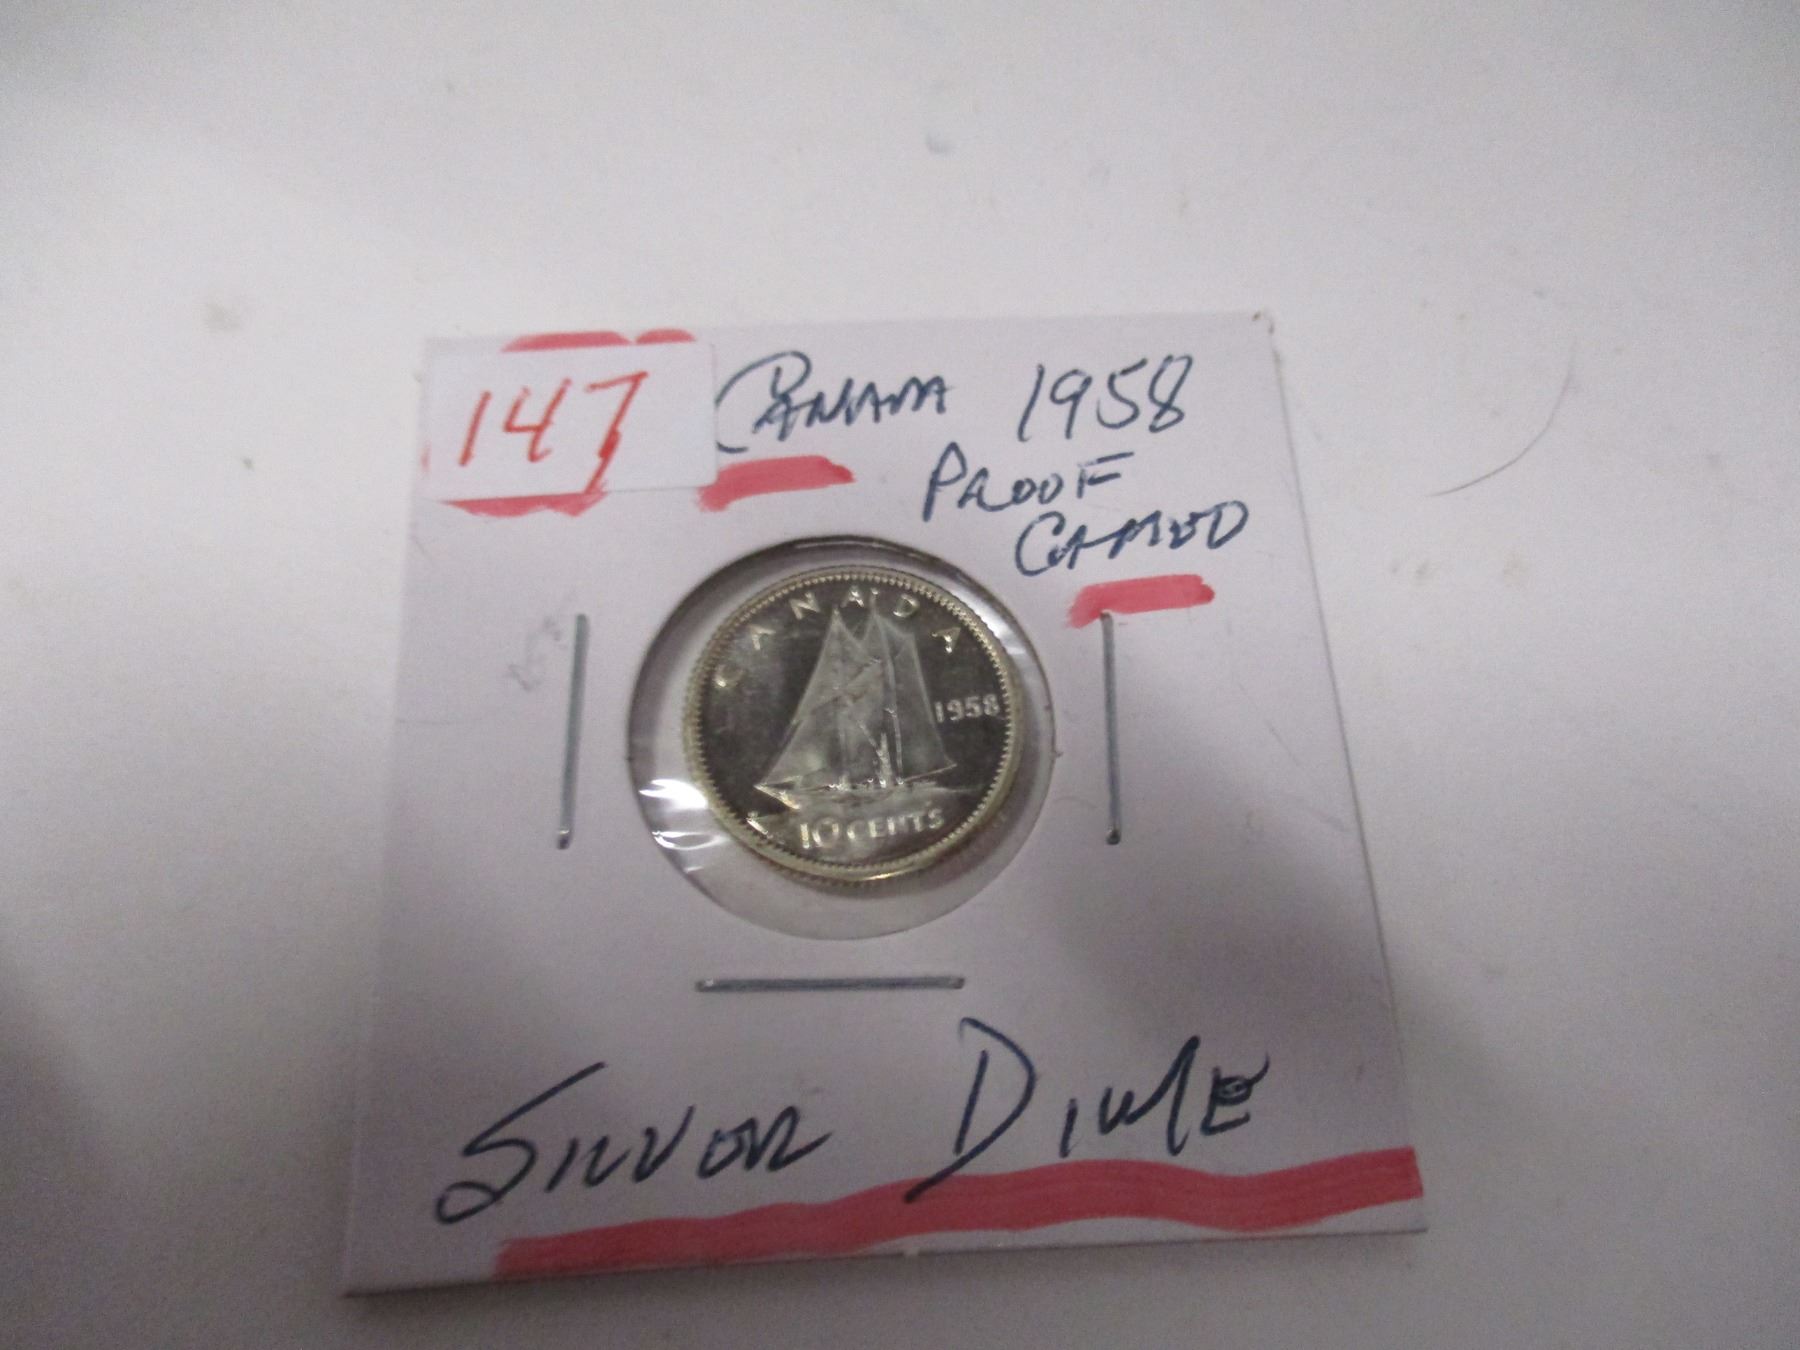 147
CANADA 1958
PROOF
CAMEO
CANADA
1958
10 CENTS
SILVER DIME